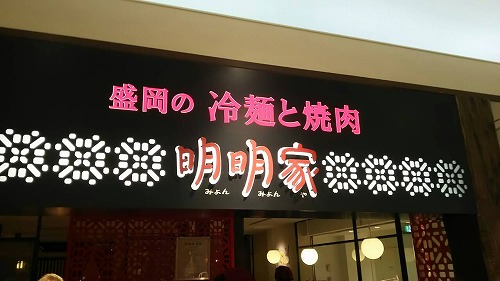 盛岡の 冷麺と焼肉
明明家
みょん みょん や